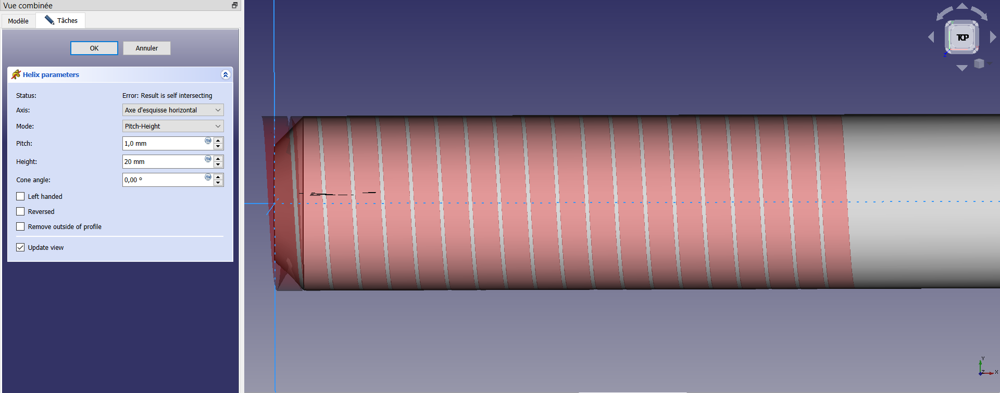 Vue combinée
Modèle
Tâches
OK
Annuler
Helix parameters
Status: Error: Result is self intersecting
Axis: Axe d'esquisse horizontal
Mode: Pitch-Height
Pitch: 1,0 mm
Height: 20 mm
Cone angle: 0,00 °
Left handed
Reversed
Remove outside of profile
Update view
TOP
Z
Y
Z
X